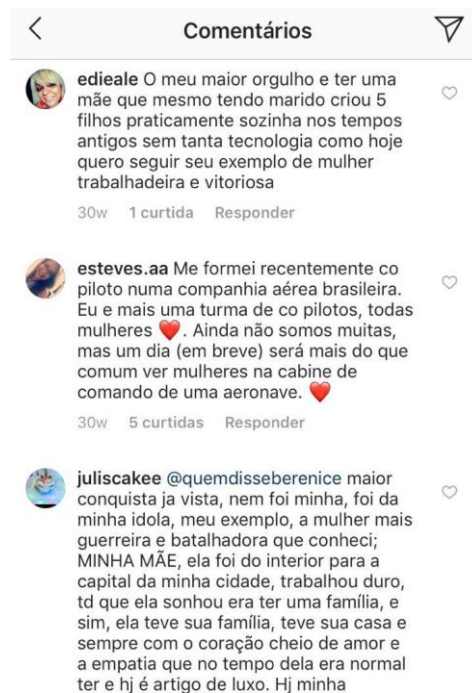 Comentários
edieale O meu maior orgulho e ter uma
mãe que mesmo tendo marido criou 5
filhos praticamente sozinha nos tempos
antigos sem tanta tecnologia como hoje
quero seguir seu exemplo de mulher
trabalhadeira e vitoriosa
30w 1 curtida Responder
esteves.aa Me formei recentemente co
piloto numa companhia aérea brasileira.
Eu e mais uma turma de co pilotos, todas
mulheres ❤️. Ainda não somos muitas,
mas um dia (em breve) será mais do que
comum ver mulheres na cabine de
comando de uma aeronave. ❤️
30w 5 curtidas Responder
juliscakee @quemdisseberenice maior
conquista ja vista, nem foi minha, foi da
minha idola, meu exemplo, a mulher mais
guerreira e batalhadora que conheci;
MINHA MÃE, ela foi do interior para a
capital da minha cidade, trabalhou duro,
td que ela sonhou era ter uma família, e
sim, ela teve sua família, teve sua casa e
sempre com o coração cheio de amor e
a empatia que no tempo dela era normal
ter e hj é artigo de luxo. Hj minha